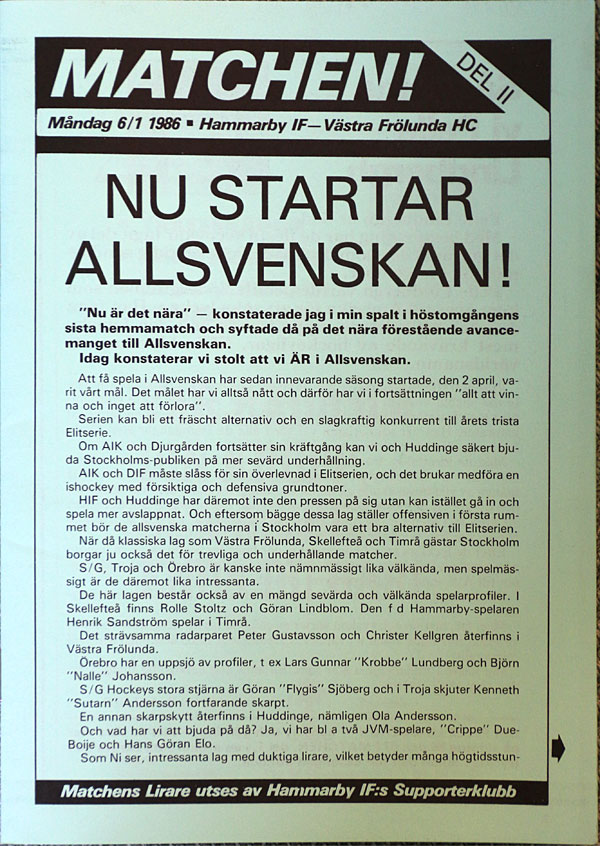 MATCHEN!
DEL II
Måndag 6/1 1986 ■ Hammarby IF—Västra Frölunda HC
NU STARTAR
ALLSVENSKAN!
"Nu är det nära" — konstaterade jag i min spalt i höstomgångens
sista hemmamatch och syftade då på det nära förestående avance-
manget till Allsvenskan.
Idag konstaterar vi stolt att vi ÄR i Allsvenskan.
Att få spela i Allsvenskan har sedan innevarande säsong startade, den 2 april, va-
rit vårt mål. Det målet har vi alltså nått och därför har vi i fortsättningen "allt att vin-
na och inget att förlora".
Serien kan bli ett fräscht alternativ och en slagkraftig konkurrent till årets trista
Elitserie.
Om AIK och Djurgården fortsätter sin kräftgång kan vi och Huddinge säkert bju-
da Stockholms-publiken på mer sevärd underhållning.
AIK och DIF måste slåss för sin överlevnad i Elitserien, och det brukar medföra en
ishockey med försiktiga och defensiva grundtoner.
HIF och Huddinge har däremot inte den pressen på sig utan kan istället gå in och
spela mer avslappnat. Och eftersom bägge dessa lag ställer offensiven i första rum-
met bör de allsvenska matcherna i Stockholm vara ett bra alternativ till Elitserien.
När då klassiska lag som Västra Frölunda, Skellefteå och Timrå gästar Stockholm
borgar ju också det för trevliga och underhållande matcher.
S/G, Troja och Örebro är kanske inte nämnmässigt lika välkända, men spelmäs-
sigt är de däremot lika intressanta.
De här lagen består också av en mängd sevärda och välkända spelarprofiler. I
Skellefteå finns Rolle Stoltz och Göran Lindblom. Den f d Hammarby-spelaren
Henrik Sandström spelar i Timrå.
Det strävsamma radarparet Peter Gustavsson och Christer Kellgren återfinns i
Västra Frölunda.
Örebro har en uppsjö av profiler, t ex Lars Gunnar "Krobbe" Lundberg och Björn
"Nalle" Johansson.
S/G Hockeys stora stjärna är Göran "Flygis" Sjöberg och i Troja skjuter Kenneth
"Sutarn" Andersson fortfarande skarpt.
En annan skarpskytt återfinns i Huddinge, nämligen Ola Andersson.
Och vad har vi att bjuda på då? Ja, vi har bl a två JVM-spelare, "Crippe" Due-
Boije och Hans Göran Elo.
Som Ni ser, intressanta lag med duktiga lirare, vilket betyder många högtidsstun-
Matchens Lirare utses av Hammarby IF:s Supporterklubb